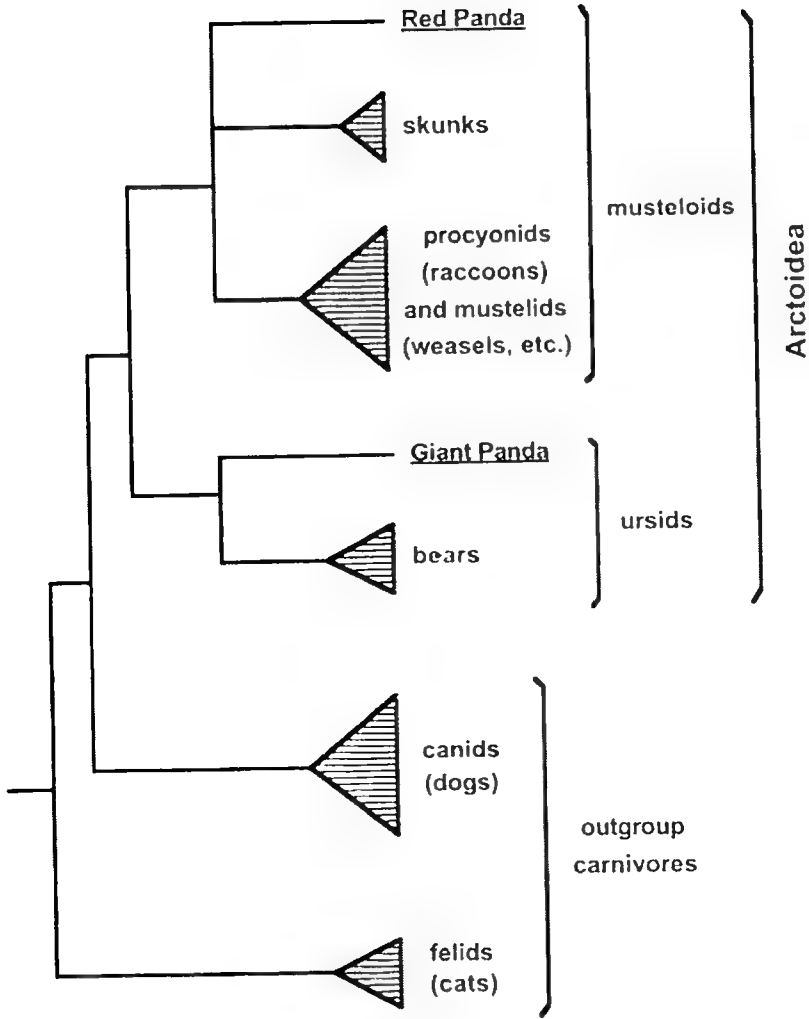 Red Panda
skunks
musteloids
procyonids
(raccoons)
and mustelids
(weasels, etc.)
Arctoidea
Giant Panda
ursids
bears
canids
(dogs)
outgroup
carnivores
felids
(cats)